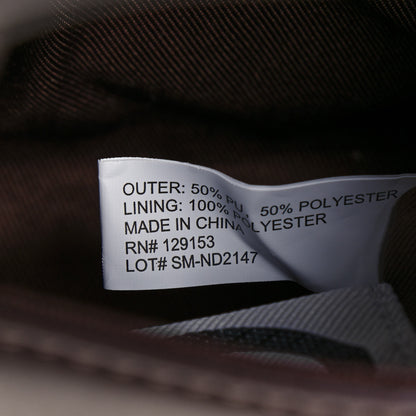 OUTER: 50% PU, 50% POLYESTER
LINING: 100% POLYESTER
MADE IN CHINA
RN# 129153
LOT# SM-ND2147